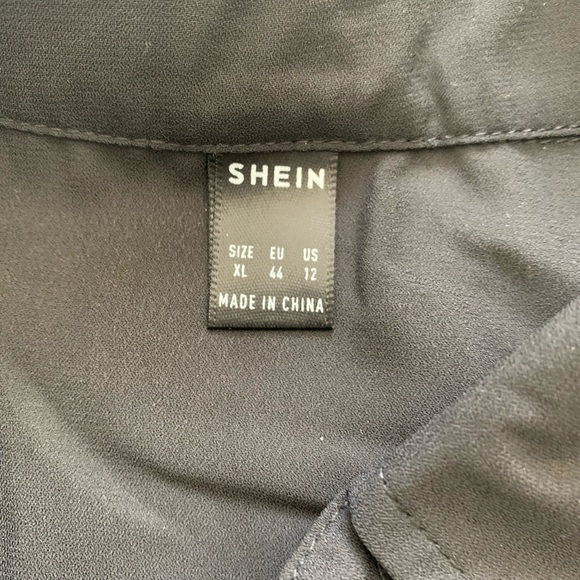 SHEIN
SIZE EU US
XL 44 12
MADE IN CHINA